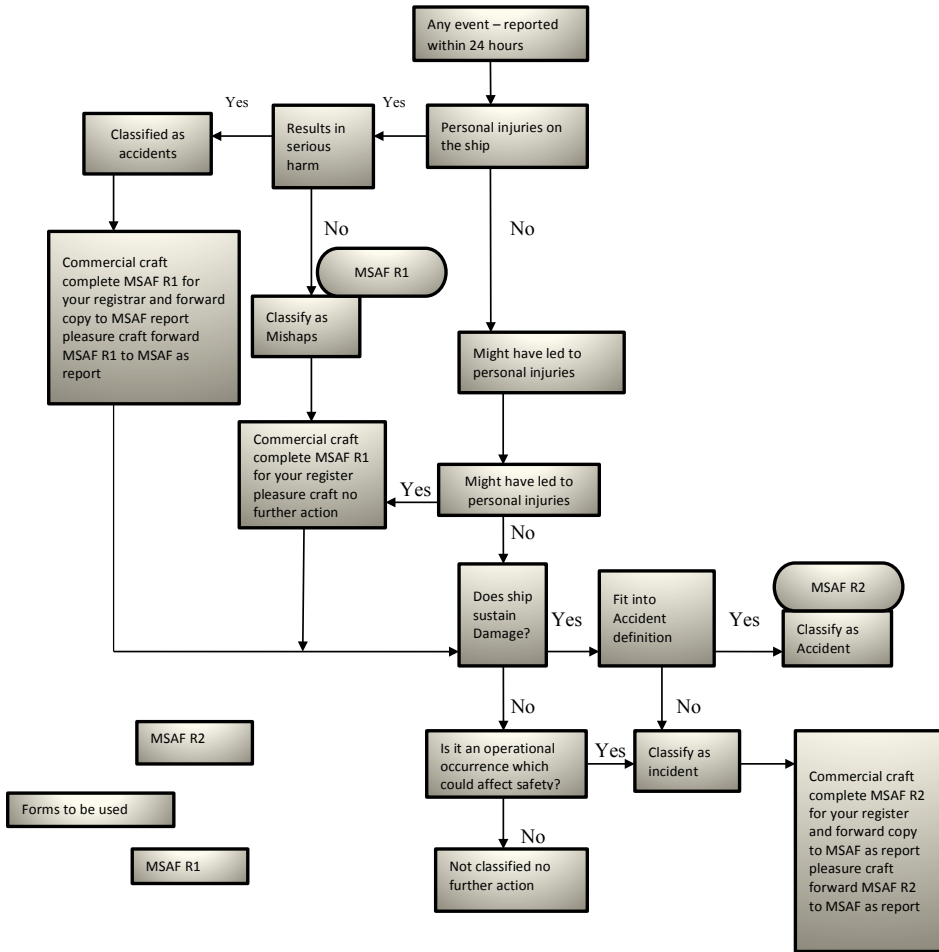 Any event – reported
within 24 hours
Yes
Yes
Classified as
accidents
Results in
serious
harm
Personal injuries on
the ship
No
No
Commercial craft
complete MSAF R1 for
your registrar and forward
copy to MSAF report
pleasure craft forward
MSAF R1 to MSAF as
report
MSAF R1
Classify as
Mishaps
Might have led to
personal injuries
Commercial craft
complete MSAF R1
for your register
pleasure craft no
further action
Yes
Might have led to
personal injuries
No
Does ship
sustain
Damage?
Yes
Fit into
Accident
definition
Yes
MSAF R2
Classify as
Accident
No
No
MSAF R2
Is it an operational
occurrence which
could affect safety?
Yes
Classify as
incident
Commercial craft
complete MSAF R2
for your register
and forward copy
to MSAF as report
pleasure craft
forward MSAF R2
to MSAF as report
Forms to be used
No
MSAF R1
Not classified no
further action